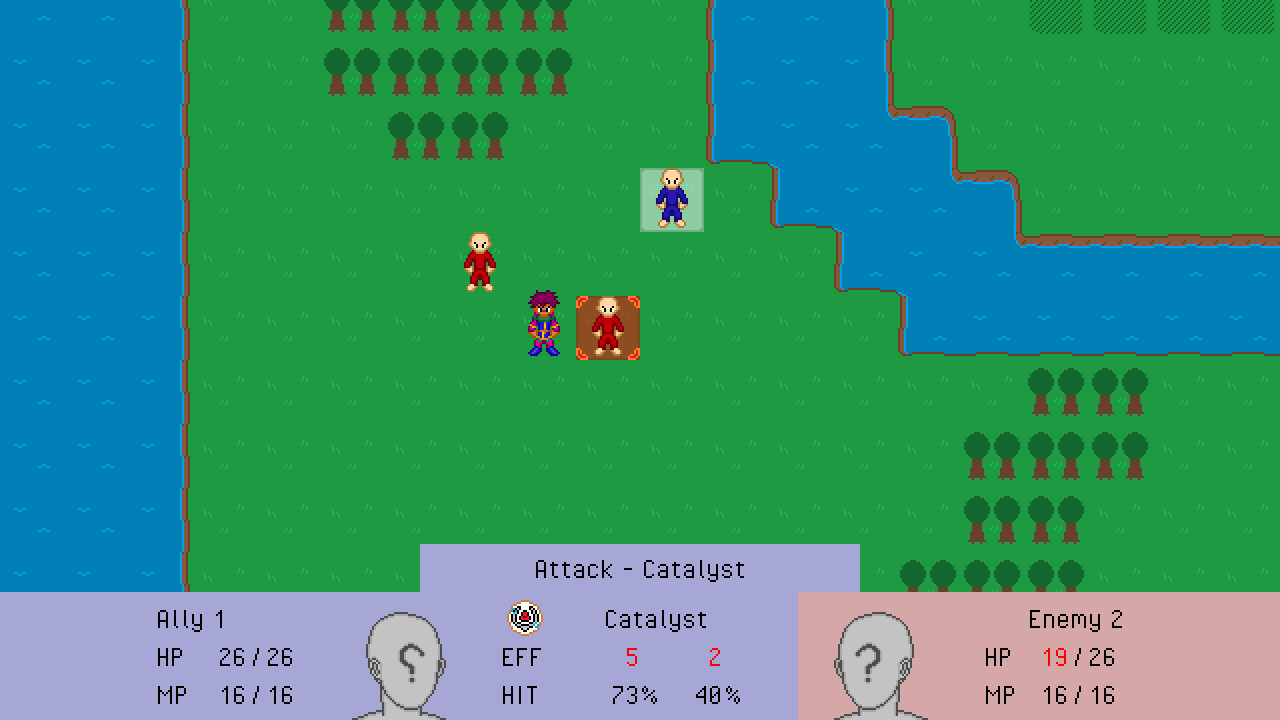 Attack - Catalyst
Ally 1
HP 26 / 26
MP 16 / 16
?
Catalyst
EFF 5 2
HIT 73% 40%
?
Enemy 2
HP 19 / 26
MP 16 / 16